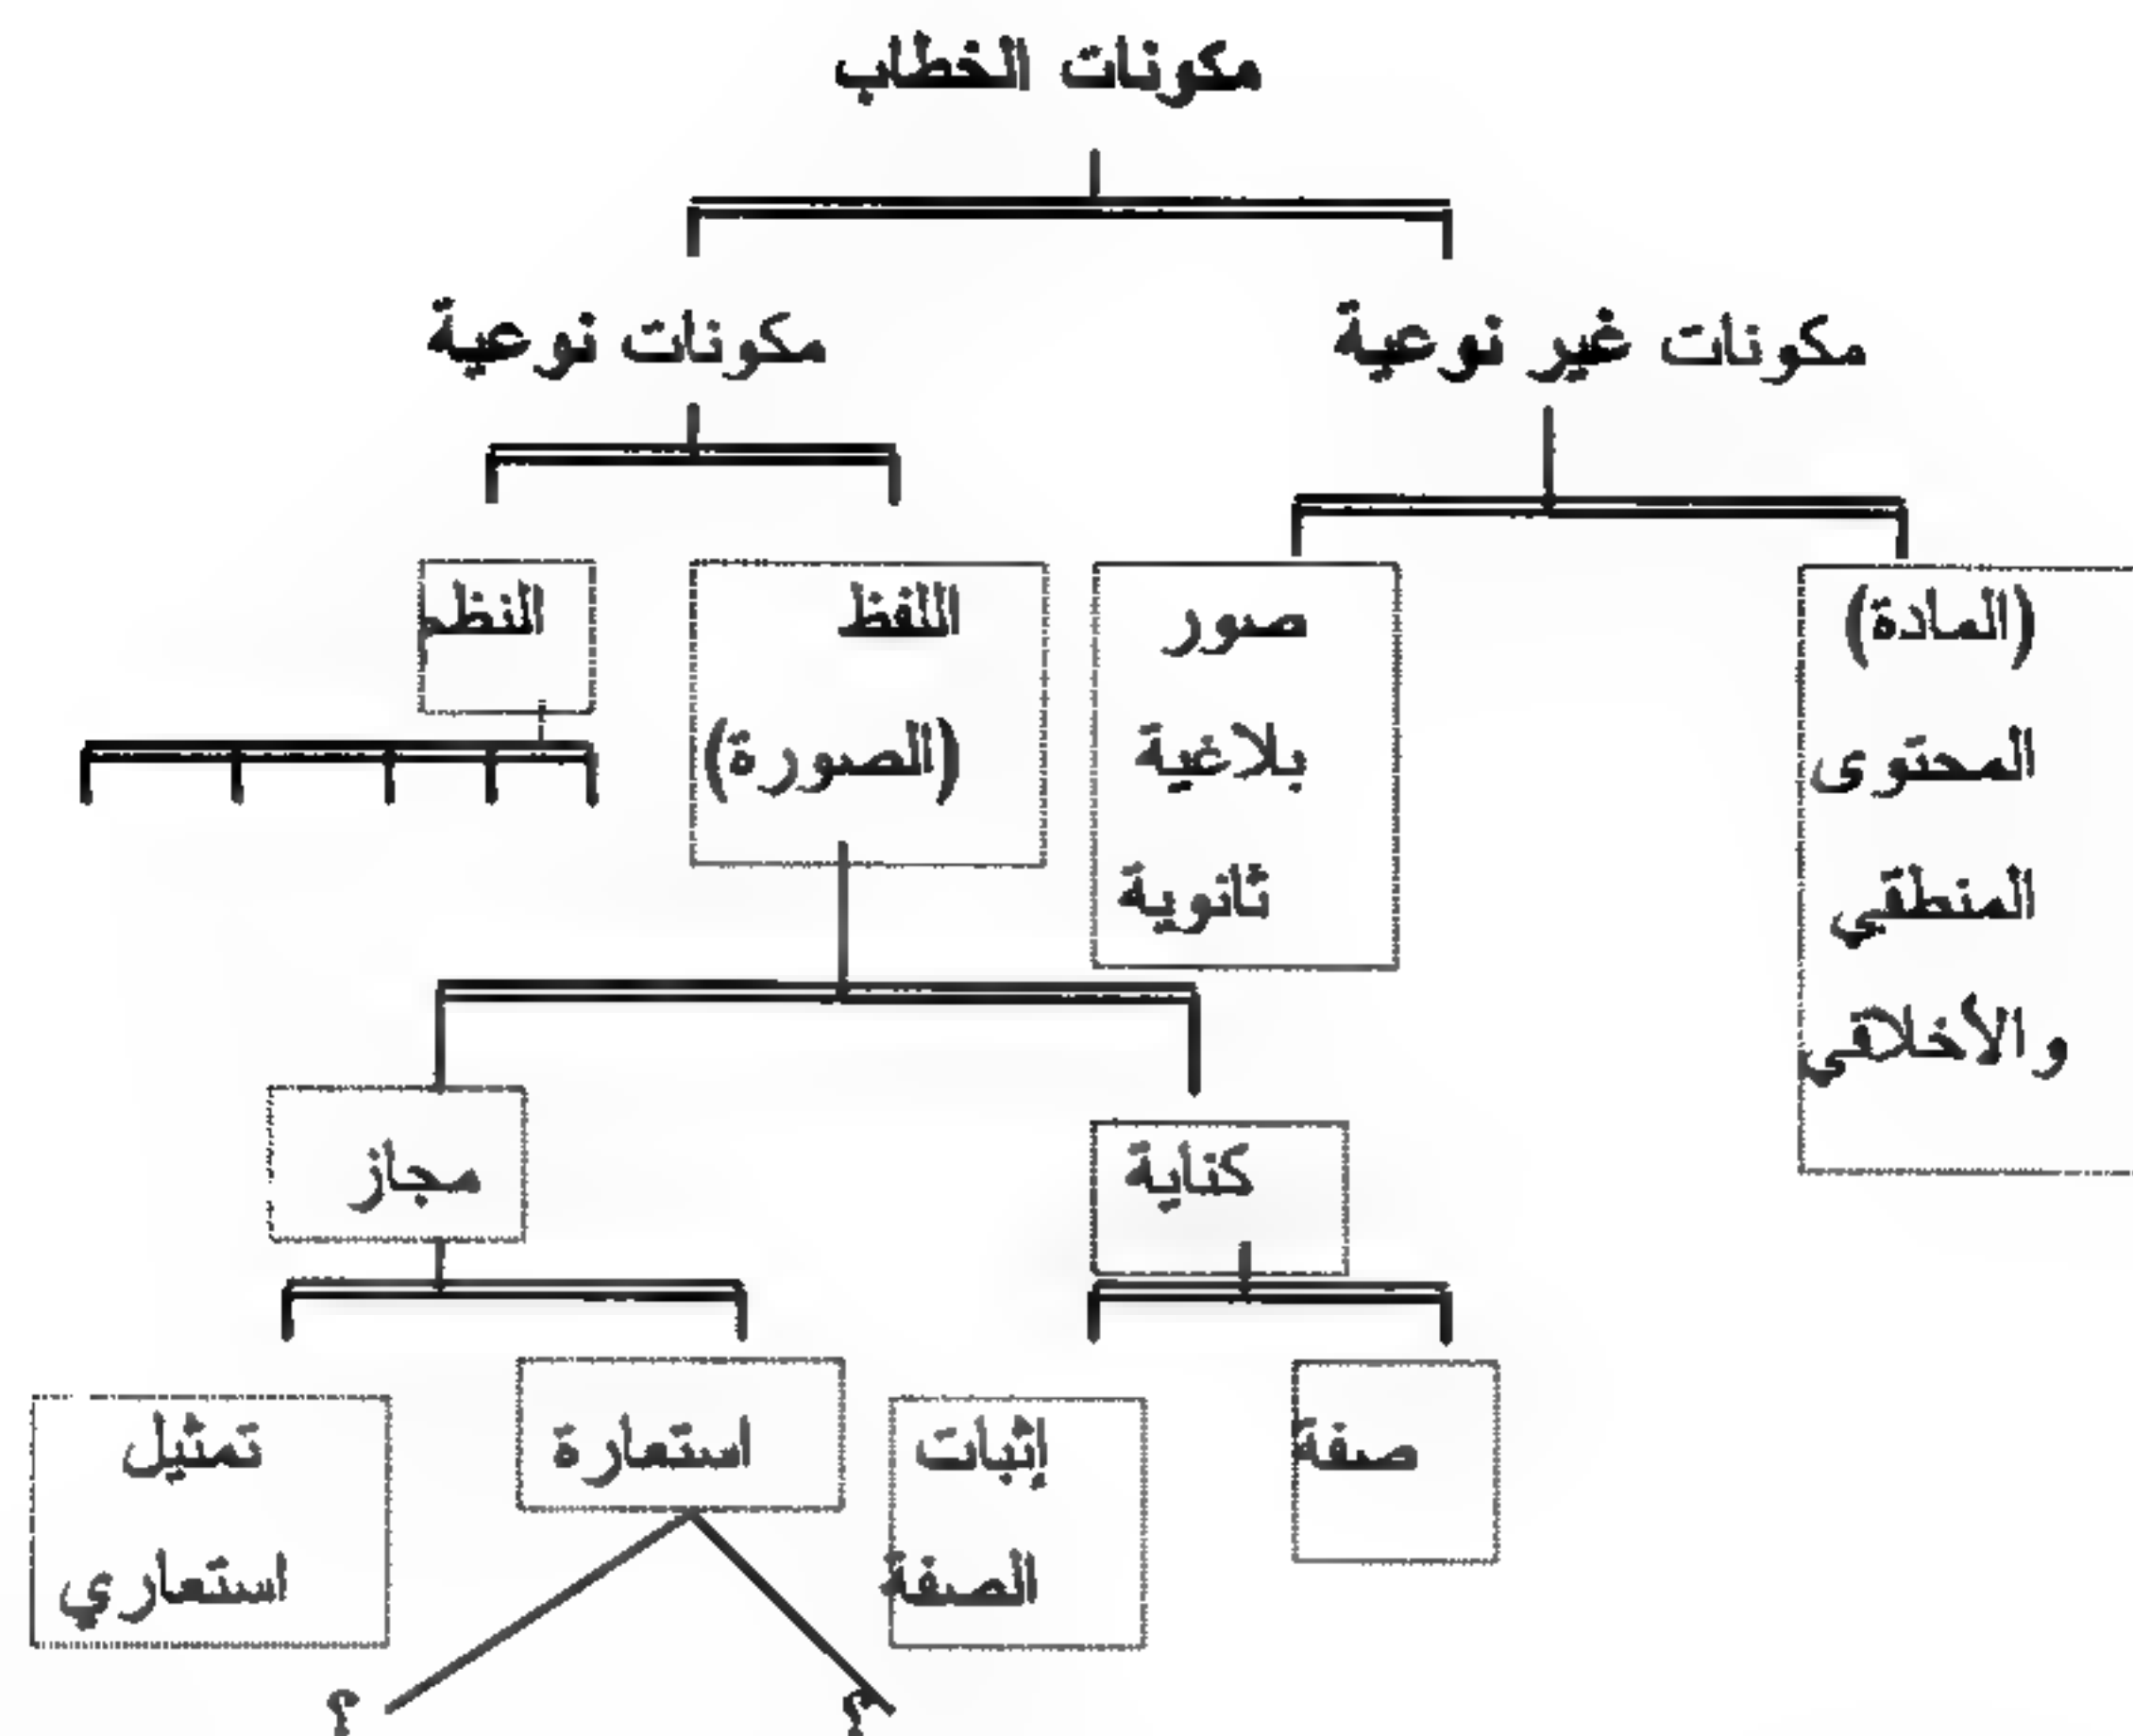 مكونات الخطاب
مكونات غير نوعية
مكونات نوعية
(المادة)
المحتوى
المنطقي
والأخلاقي
صور
بلاغية
ثانوية
اللفظ
(الصورة)
النظم
كناية
مجاز
صفة
إثبات
الصفة
استعارة
تمثيل
استعاري
؟
؟